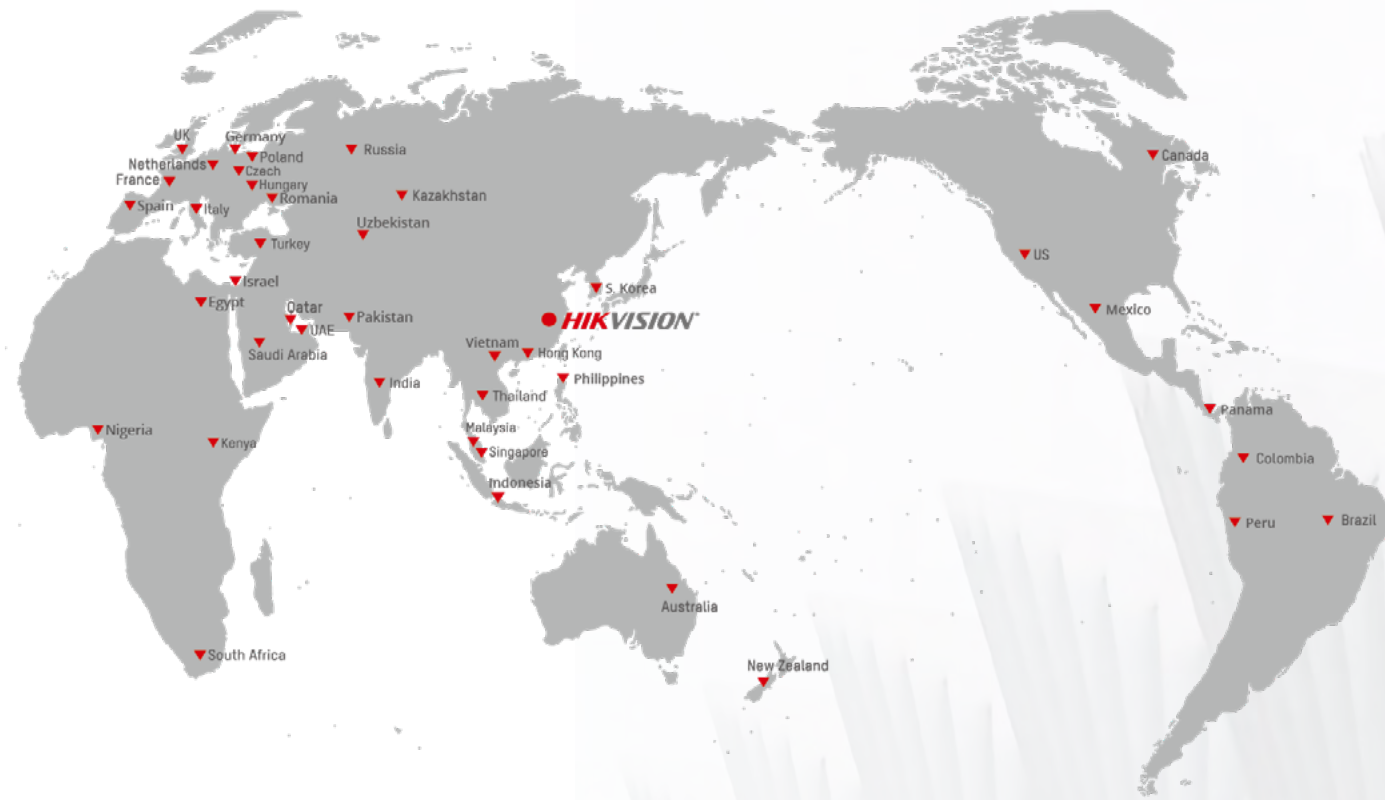 UK
Germany
Netherlands
Poland
Czech
France
Hungary
Romania
Spain
Italy
Russia
Kazakhstan
Uzbekistan
Turkey
Israel
Egypt
Qatar
UAE
Saudi Arabia
Pakistan
India
S. Korea
HIKVISION™
Vietnam
Hong Kong
Philippines
Thailand
Malaysia
Singapore
Indonesia
Nigeria
Kenya
South Africa
Australia
New Zealand
Canada
US
Mexico
Panama
Colombia
Peru
Brazil